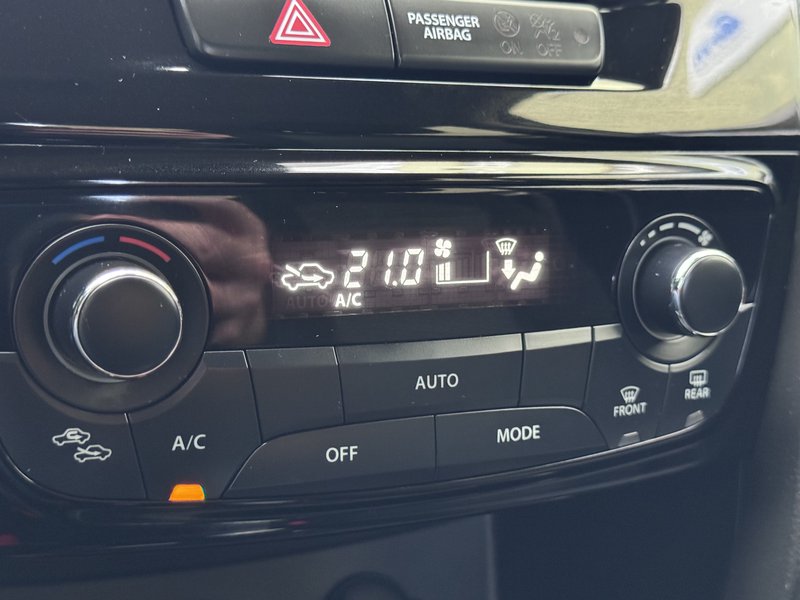 PASSENGER
AIRBAG
ON
OFF
21.0
AUTO
A/C
AUTO
FRONT
REAR
A/C
OFF
MODE